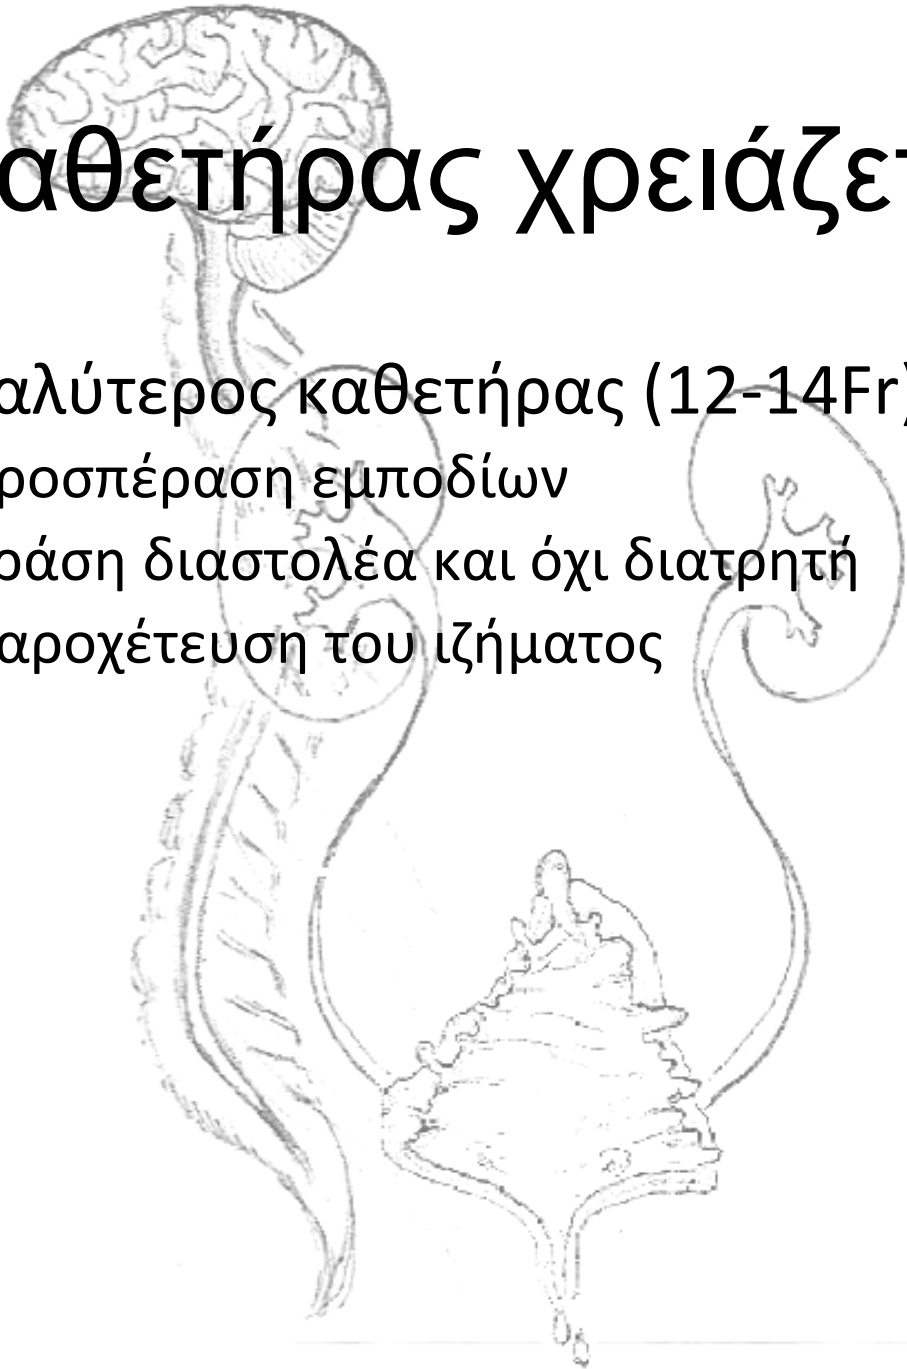 αθετήρας χρειάζετ
αλύτερος καθετήρας (12-14Fr)
ροσπέραση εμποδίων
ράση διαστολέα και όχι διατρητή
αροχέτευση του ιζήματος